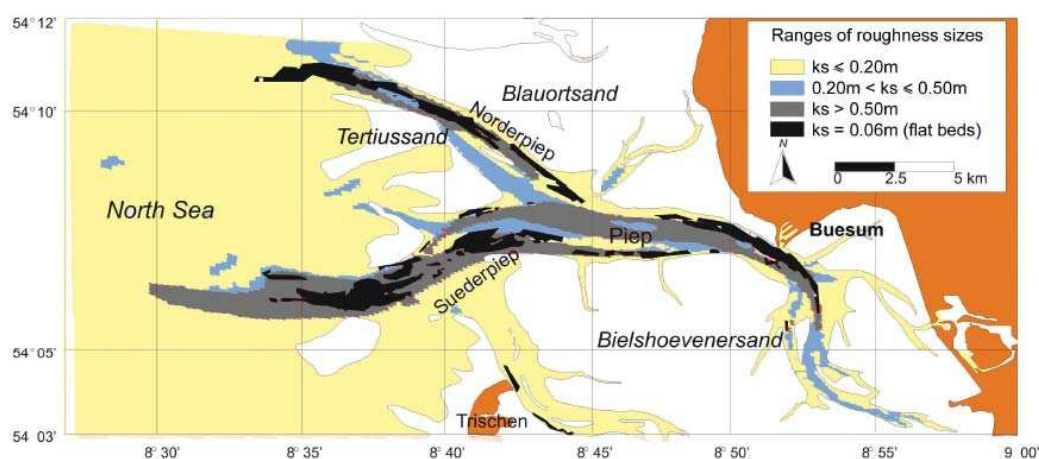 54° 12'
Ranges of roughness sizes
ks ⩽ 0.20m
0.20m < ks ⩽ 0.50m
ks > 0.50m
ks = 0.06m (flat beds)
N
0 2.5 5 km
Blauortsand
54° 10'
Norderpiep
Tertiussand
North Sea
Piep
Buesum
Suederpiep
Bielshoevenersand
54° 05'
Trischen
54° 03'
8° 30' 8° 35' 8° 40' 8° 45' 8° 50' 8° 55' 9° 00'